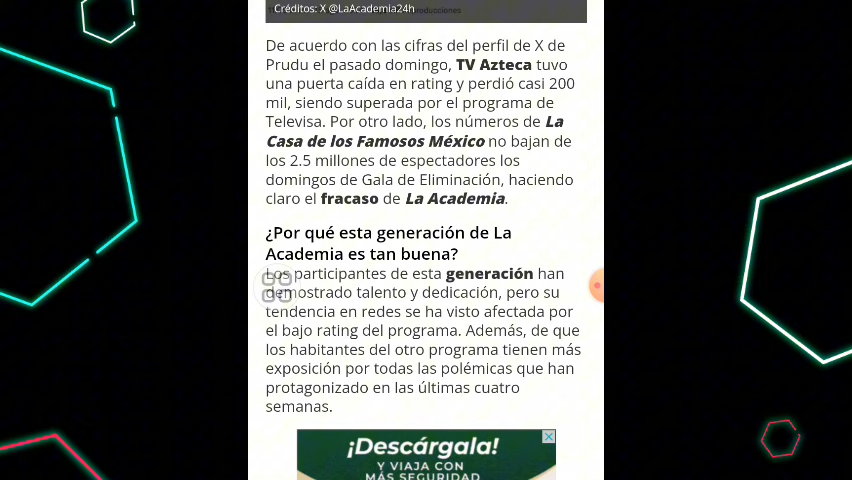 Créditos: X @LaAcademia24h
De acuerdo con las cifras del perfil de X de
Prudu el pasado domingo, TV Azteca tuvo
una puerta caída en rating y perdió casi 200
mil, siendo superada por el programa de
Televisa. Por otro lado, los números de La
Casa de los Famosos México no bajan de
los 2.5 millones de espectadores los
domingos de Gala de Eliminación, haciendo
claro el fracaso de La Academia.
¿Por qué esta generación de La
Academia es tan buena?
Los participantes de esta generación han
demostrado talento y dedicación, pero su
tendencia en redes se ha visto afectada por
el bajo rating del programa. Además, de que
los habitantes del otro programa tienen más
exposición por todas las polémicas que han
protagonizado en las últimas cuatro
semanas.
¡Descárgala!
Y VIAJA CON
MÁS SEGURIDAD